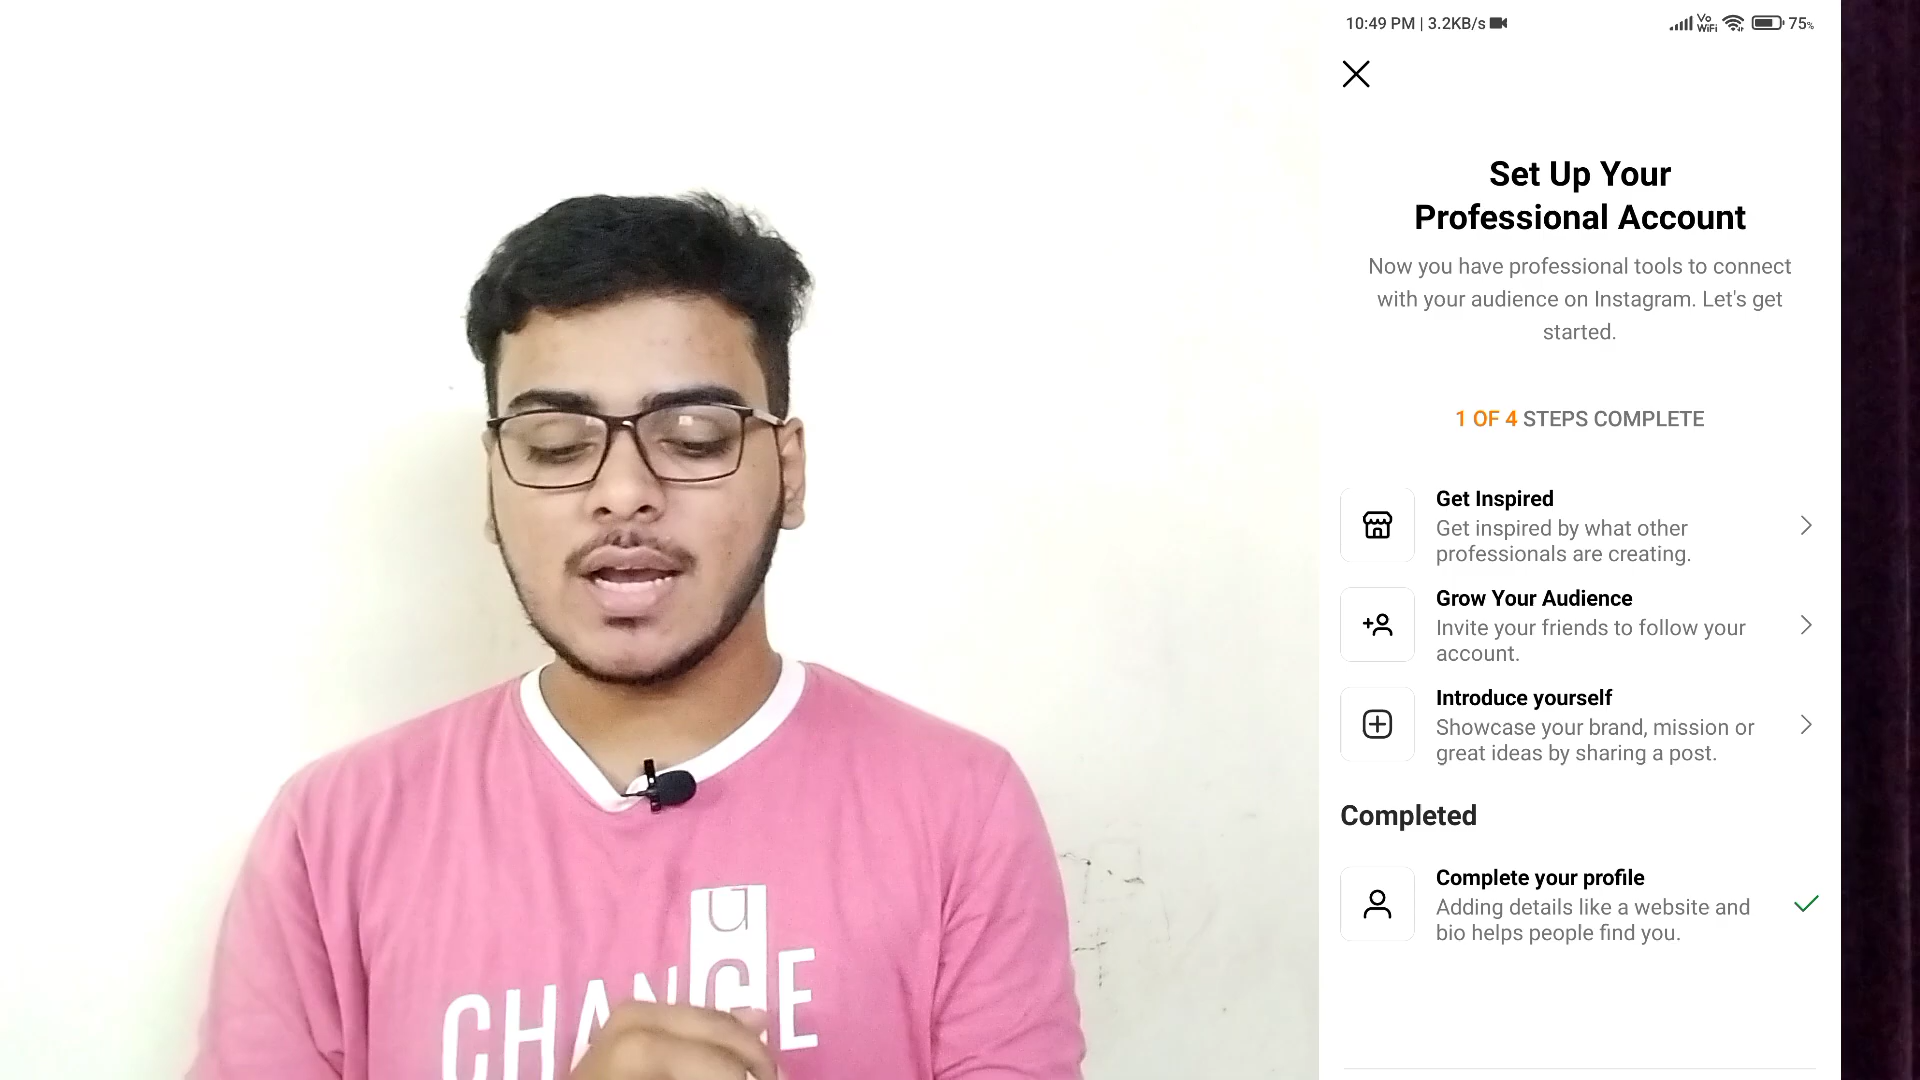 10:49 PM | 3.2KB/s
Vo
WiFi
75%
Set Up Your
Professional Account
Now you have professional tools to connect
with your audience on Instagram. Let's get
started.
1 OF 4 STEPS COMPLETE
Get Inspired
Get inspired by what other
professionals are creating.
Grow Your Audience
Invite your friends to follow your
account.
Introduce yourself
Showcase your brand, mission or
great ideas by sharing a post.
Completed
Complete your profile
Adding details like a website and
bio helps people find you.
u
CHANGE